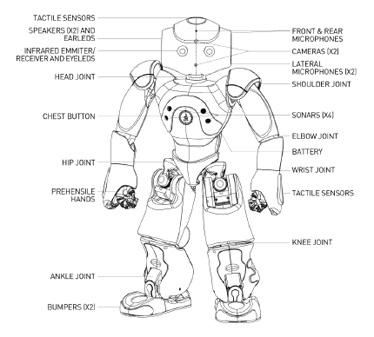 TACTILE SENSORS
SPEAKERS (X2) AND
EARLEDS
INFRARED EMMITER/
RECEIVER AND EYELEDS
HEAD JOINT
CHEST BUTTON
HIP JOINT
PREHENSILE
HANDS
ANKLE JOINT
BUMPERS (X2)
FRONT & REAR
MICROPHONES
CAMERAS (X2)
LATERAL
MICROPHONES (X2)
SHOULDER JOINT
SONARS (X4)
ELBOW JOINT
BATTERY
WRIST JOINT
TACTILE SENSORS
KNEE JOINT